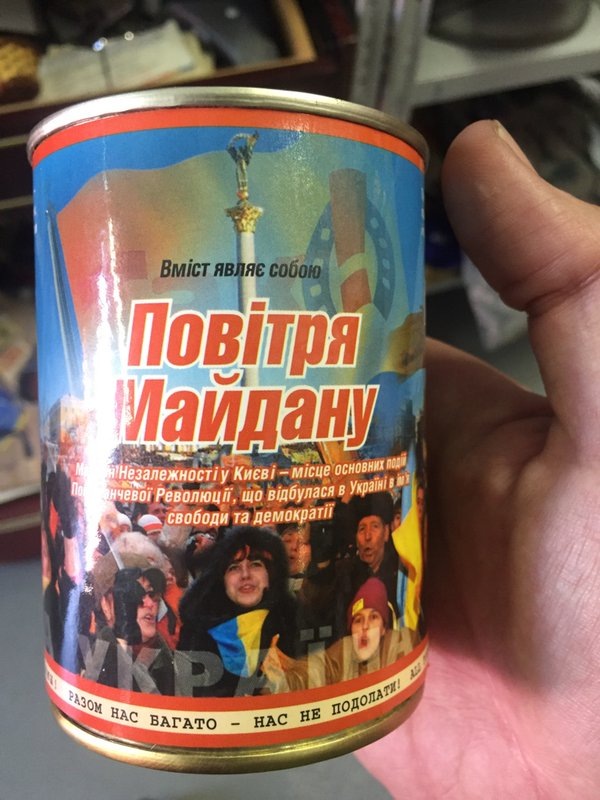 Вміст являє собою
Повітря
Майдану
Незалежності у Києві – місце основних подій
Революції, що відбулася в Україні в
свободи та демократії
УКРАЇНА
РАЗОМ НАС БАГАТО – НАС НЕ ПОДОЛАТИ!